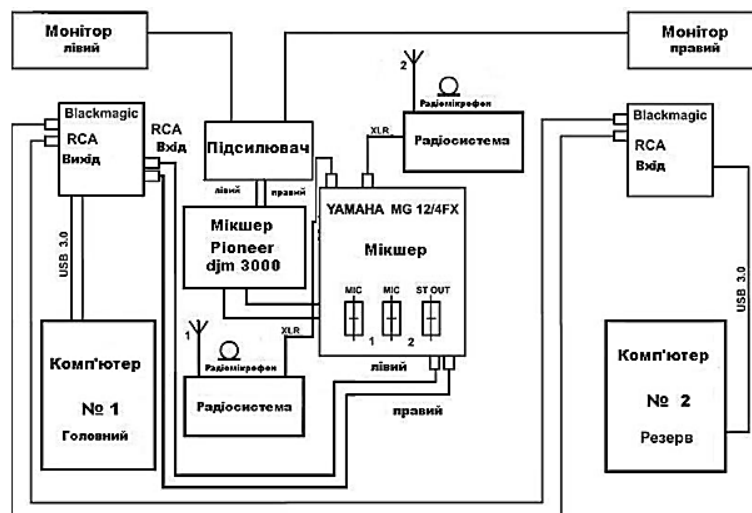 Монітор
лівий
Монітор
правий
2
Радіомікрофон
Blackmagic
RCA
Вихід
RCA
Вхід
Підсилювач
XLR
Радіосистема
Blackmagic
RCA
Вхід
лівий
правий
YAMAHA MG 12/4FX
Мікшер
Мікшер
Pioneer
djm 3000
USB 3.0
MIC
MIC
ST OUT
1
2
USB 3.0
1
XLR
Радіомікрофон
Радіосистема
лівий
правий
Комп'ютер
№ 1
Головний
Комп'ютер
№ 2
Резерв